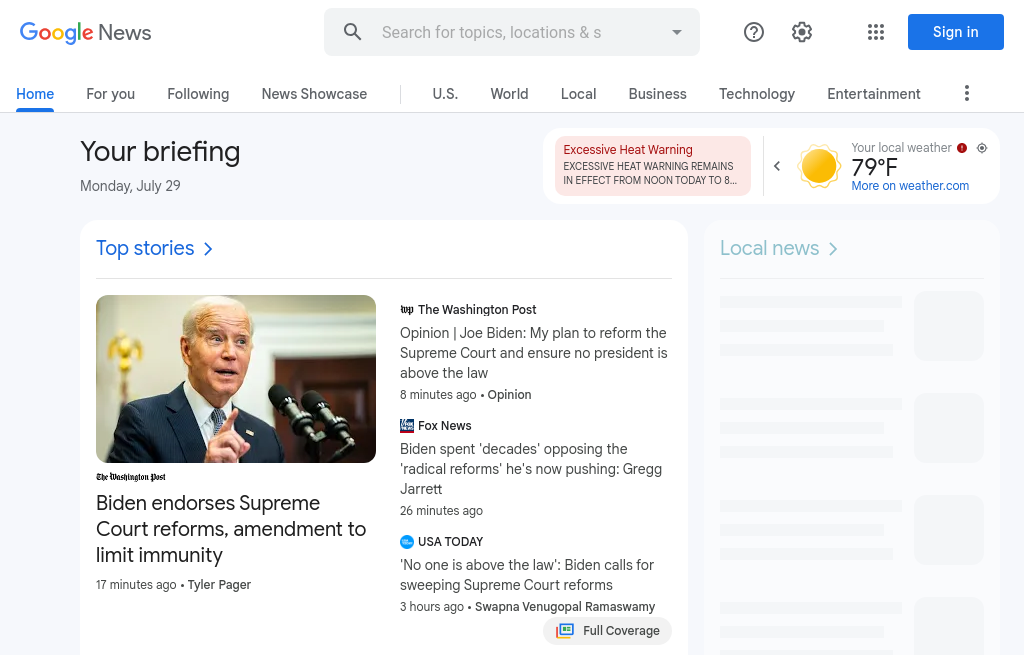 Google News
Search for topics, locations & s
Sign in
Home
For you
Following
News Showcase
U.S.
World
Local
Business
Technology
Entertainment
Your briefing
Monday, July 29
Excessive Heat Warning
EXCESSIVE HEAT WARNING REMAINS
IN EFFECT FROM NOON TODAY TO 8...
Your local weather
79°F
More on weather.com
Top stories
The Washington Post
Biden endorses Supreme
Court reforms, amendment to
limit immunity
17 minutes ago • Tyler Pager
wp The Washington Post
Opinion | Joe Biden: My plan to reform the
Supreme Court and ensure no president is
above the law
8 minutes ago • Opinion
Fox News
Biden spent 'decades' opposing the
'radical reforms' he's now pushing: Gregg
Jarrett
26 minutes ago
USA TODAY
'No one is above the law': Biden calls for
sweeping Supreme Court reforms
3 hours ago • Swapna Venugopal Ramaswamy
Full Coverage
Local news